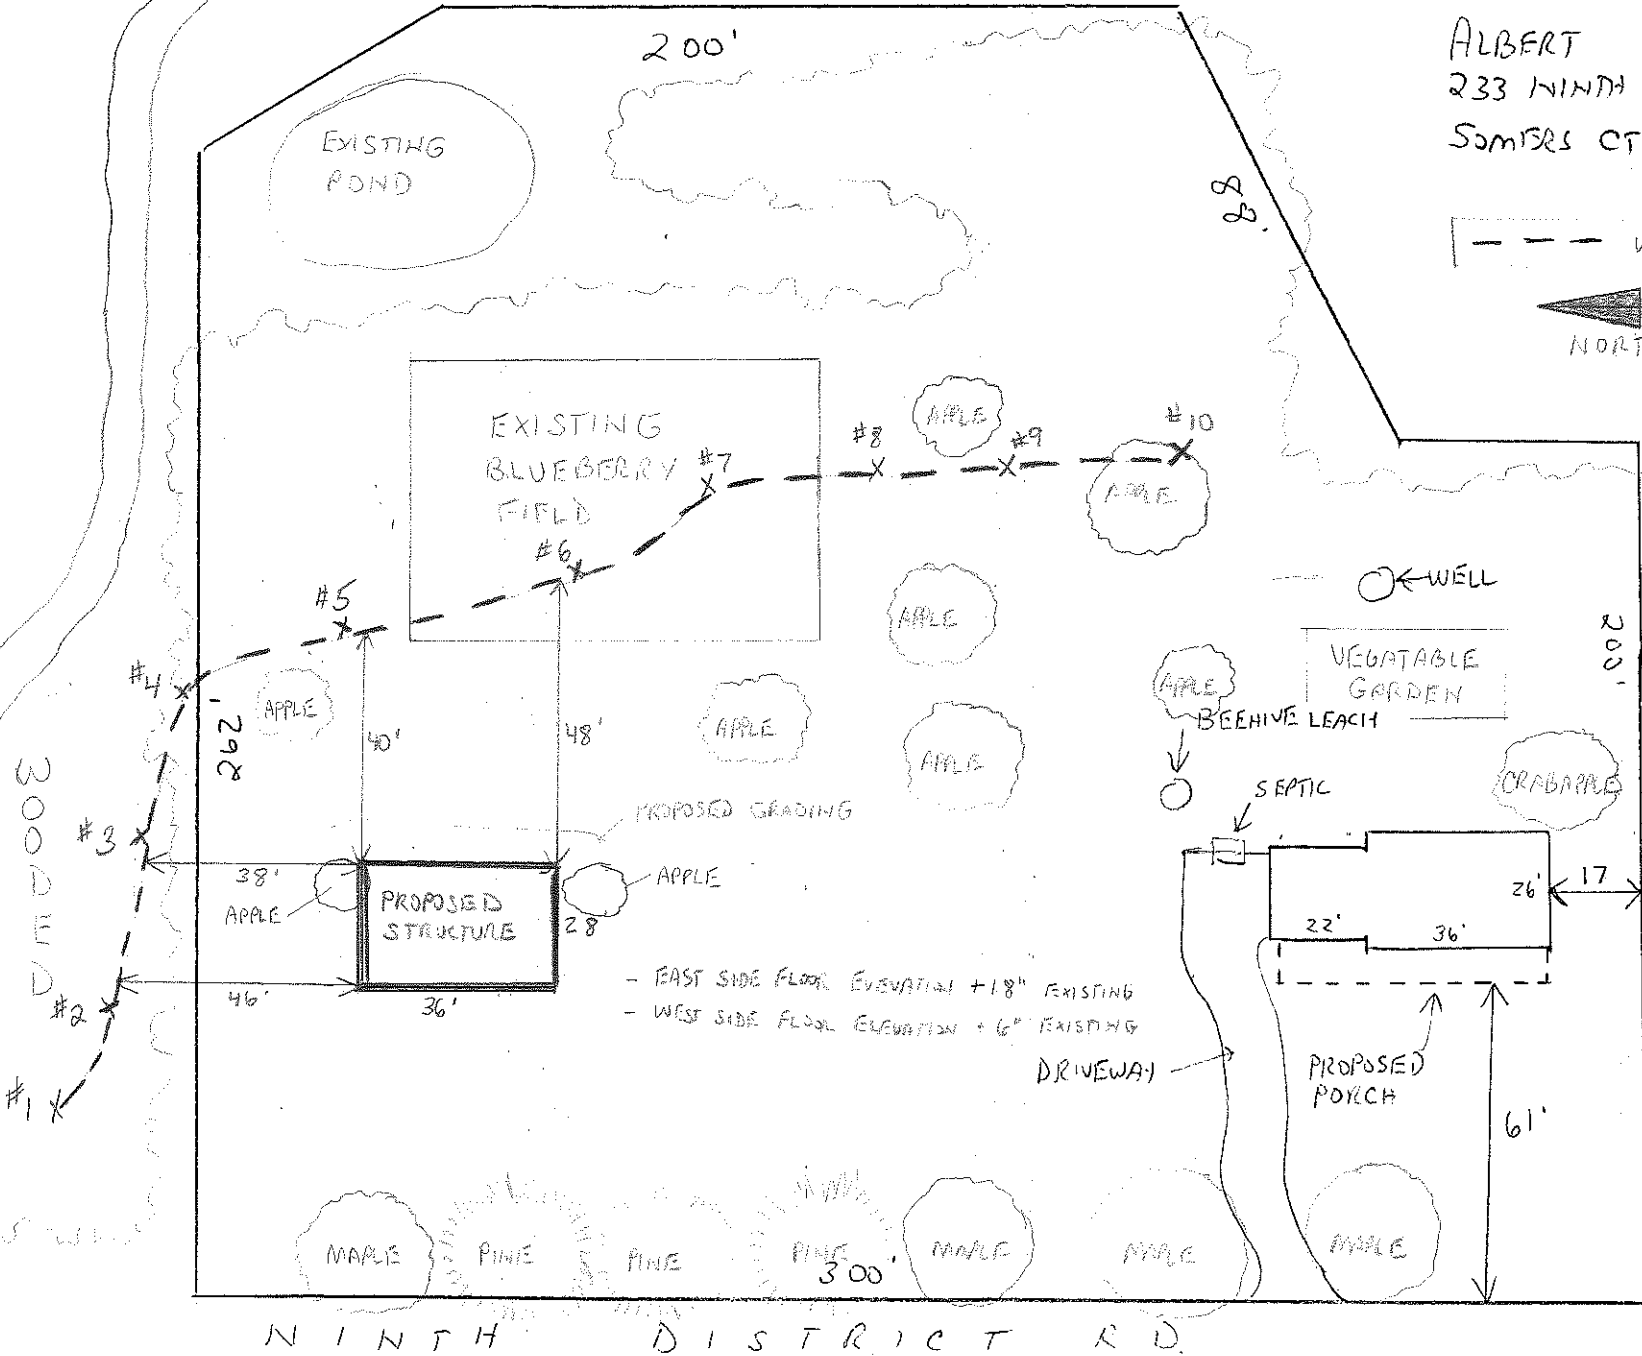 200'
ALBERT
233 NINTH
SOMERS CT
EXISTING
POND
88'
NORT
EXISTING
BLUEBERRY
FIELD
#7
#8
APPLE
#9
#10
APPLE
#6
#5
WELL
APPLE
200'
VEGATABLE
GARDEN
#4
APPLE
262'
40'
48'
APPLE
APPLE
APPLE
BEEHIVE LEACH
SEPTIC
CRABAPPLE
WOODED
#3
PROPOSED GRADING
38'
APPLE
PROPOSED
STRUCTURE
APPLE
28
26'
17
22'
36'
46'
36'
#2
- EAST SIDE FLOOR EVEVATION +18" EXISTING
- WEST SIDE FLOOR ELEVATION + 6" EXISTING
DRIVEWAY
PROPOSED
PORCH
61'
#1
MAPLE
PINE
PINE
PINE
MAPLE
MAPLE
MAPLE
300'
NINTH DISTRICT RD.